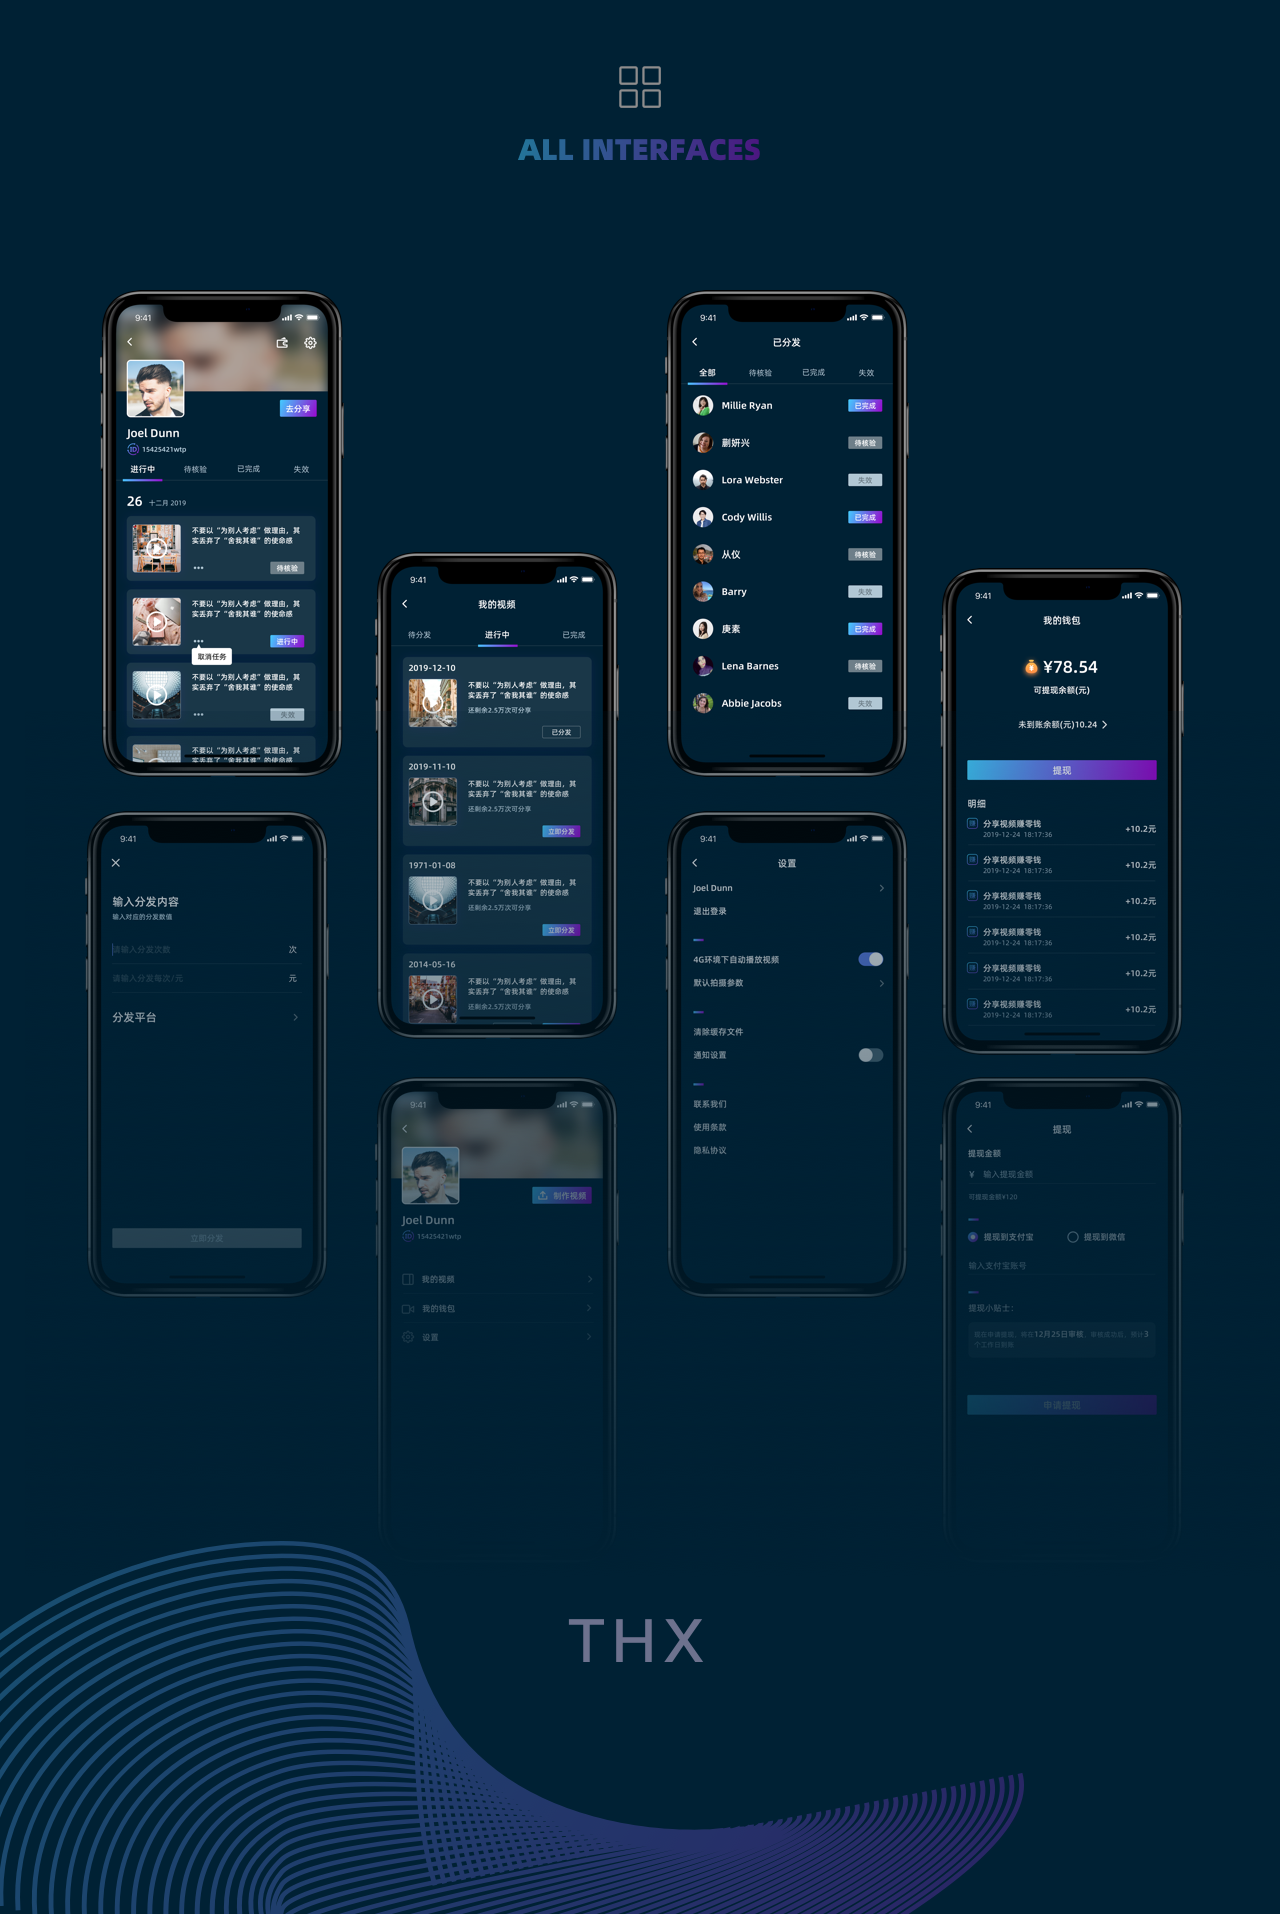 ALL INTERFACES
9:41
去分享
Joel Dunn
ID 15425421wtp
进行中 待核验 已完成 失效
26 十二月 2019
不要以“为别人考虑”做理由，其
实丢弃了“舍我其谁”的使命感
待核验
不要以“为别人考虑”做理由，其
实丢弃了“舍我其谁”的使命感
进行中
取消任务
不要以“为别人考虑”做理由，其
实丢弃了“舍我其谁”的使命感
失效
不要以“为别人考虑”做理由，其
实丢弃了“舍我其谁”的使命感
9:41
我的视频
待分发 进行中 已完成
2019-12-10
不要以“为别人考虑”做理由，其
实丢弃了“舍我其谁”的使命感
还剩余2.5万次可分享
已分发
2019-11-10
不要以“为别人考虑”做理由，其
实丢弃了“舍我其谁”的使命感
还剩余2.5万次可分享
立即分发
1971-01-08
不要以“为别人考虑”做理由，其
实丢弃了“舍我其谁”的使命感
还剩余2.5万次可分享
立即分发
2014-05-16
不要以“为别人考虑”做理由，其
实丢弃了“舍我其谁”的使命感
还剩余2.5万次可分享
9:41
已分发
全部 待核验 已完成 失效
Millie Ryan 已完成
蒯妍兴 待核验
Lora Webster 失效
Cody Willis 已完成
从仪 待核验
Barry 失效
庚素 已完成
Lena Barnes 待核验
Abbie Jacobs 失效
9:41
我的钱包
¥78.54
可提现余额(元)
未到账余额(元)10.24
提现
明细
分享视频赚零钱
2019-12-24 18:17:36
+10.2元
分享视频赚零钱
2019-12-24 18:17:36
+10.2元
分享视频赚零钱
2019-12-24 18:17:36
+10.2元
分享视频赚零钱
2019-12-24 18:17:36
+10.2元
分享视频赚零钱
2019-12-24 18:17:36
+10.2元
分享视频赚零钱
2019-12-24 18:17:36
+10.2元
9:41
输入分发内容
输入对应的分发数值
请输入分发次数 次
请输入分发每次/元 元
分发平台
立即分发
9:41
制作视频
Joel Dunn
ID 15425421wtp
我的视频
我的钱包
设置
9:41
设置
Joel Dunn
退出登录
4G环境下自动播放视频
默认拍摄参数
清除缓存文件
通知设置
联系我们
使用条款
隐私协议
9:41
提现
提现金额
¥ 输入提现金额
可提现金额¥120
提现到支付宝 提现到微信
输入支付宝账号
提现小贴士：
现在申请提现，将在12月25日审核，审核成功后，预计3
个工作日到账
申请提现
THX